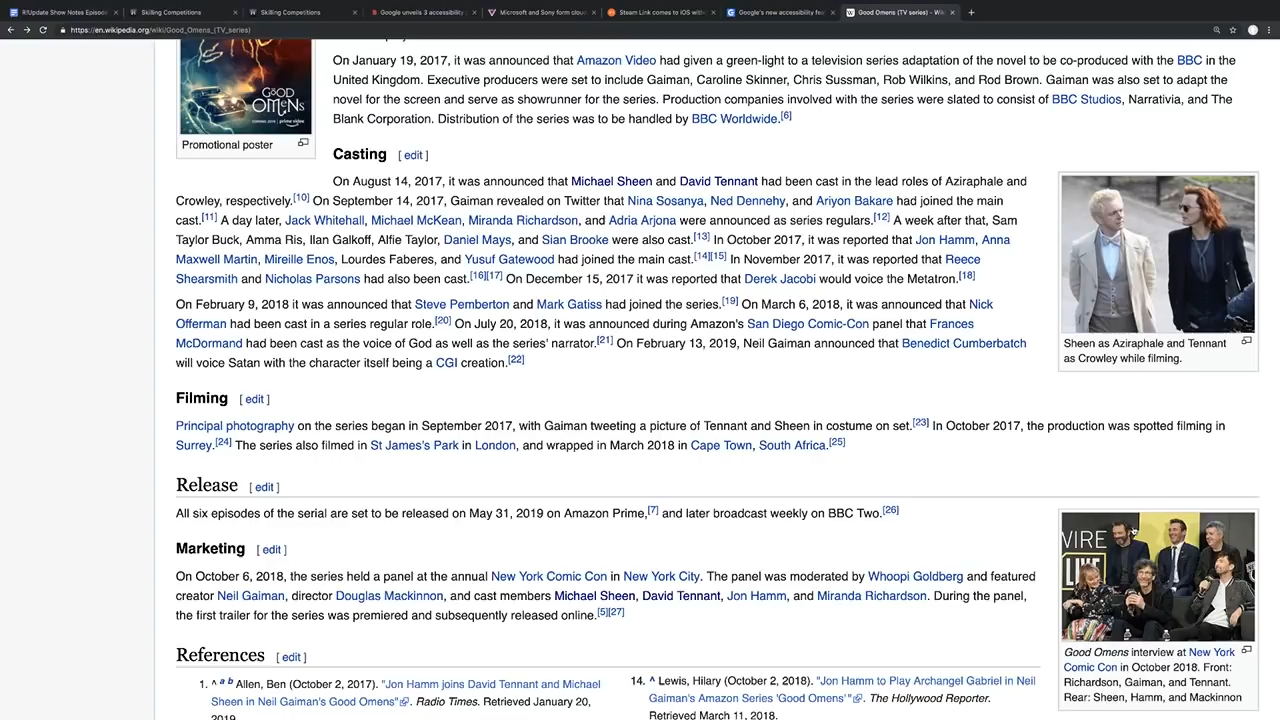 R!Update Show Notes Episode
Skilling Competitions
Skilling Competitions
Google unveils 3 accessibility
Microsoft and Sony form clou
Steam Link comes to iOS with
Google's new accessibility fea
Good Omens (TV series) - Wik
https://en.wikipedia.org/wiki/Good_Omens_(TV_series)
GOOD
OMENS
prime video
Promotional poster
On January 19, 2017, it was announced that Amazon Video had given a green-light to a television series adaptation of the novel to be co-produced with the BBC in the
United Kingdom. Executive producers were set to include Gaiman, Caroline Skinner, Chris Sussman, Rob Wilkins, and Rod Brown. Gaiman was also set to adapt the
novel for the screen and serve as showrunner for the series. Production companies involved with the series were slated to consist of BBC Studios, Narrativia, and The
Blank Corporation. Distribution of the series was to be handled by BBC Worldwide.[6]
Casting [ edit ]
On August 14, 2017, it was announced that Michael Sheen and David Tennant had been cast in the lead roles of Aziraphale and
Crowley, respectively.[10] On September 14, 2017, Gaiman revealed on Twitter that Nina Sosanya, Ned Dennehy, and Ariyon Bakare had joined the main
cast.[11] A day later, Jack Whitehall, Michael McKean, Miranda Richardson, and Adria Arjona were announced as series regulars.[12] A week after that, Sam
Taylor Buck, Amma Ris, Ilan Galkoff, Alfie Taylor, Daniel Mays, and Sian Brooke were also cast.[13] In October 2017, it was reported that Jon Hamm, Anna
Maxwell Martin, Mireille Enos, Lourdes Faberes, and Yusuf Gatewood had joined the main cast.[14][15] In November 2017, it was reported that Reece
Shearsmith and Nicholas Parsons had also been cast.[16][17] On December 15, 2017 it was reported that Derek Jacobi would voice the Metatron.[18]
On February 9, 2018 it was announced that Steve Pemberton and Mark Gatiss had joined the series.[19] On March 6, 2018, it was announced that Nick
Offerman had been cast in a series regular role.[20] On July 20, 2018, it was announced during Amazon's San Diego Comic-Con panel that Frances
McDormand had been cast as the voice of God as well as the series' narrator.[21] On February 13, 2019, Neil Gaiman announced that Benedict Cumberbatch
will voice Satan with the character itself being a CGI creation.[22]
Sheen as Aziraphale and Tennant
as Crowley while filming.
Filming [ edit ]
Principal photography on the series began in September 2017, with Gaiman tweeting a picture of Tennant and Sheen in costume on set.[23] In October 2017, the production was spotted filming in
Surrey.[24] The series also filmed in St James's Park in London, and wrapped in March 2018 in Cape Town, South Africa.[25]
Release [ edit ]
All six episodes of the serial are set to be released on May 31, 2019 on Amazon Prime,[7] and later broadcast weekly on BBC Two.[26]
Marketing [ edit ]
On October 6, 2018, the series held a panel at the annual New York Comic Con in New York City. The panel was moderated by Whoopi Goldberg and featured
creator Neil Gaiman, director Douglas Mackinnon, and cast members Michael Sheen, David Tennant, Jon Hamm, and Miranda Richardson. During the panel,
the first trailer for the series was premiered and subsequently released online.[5][27]
WIRE
LIVE
Good Omens interview at New York
Comic Con in October 2018. Front:
Richardson, Gaiman, and Tennant.
Rear: Sheen, Hamm, and Mackinnon
References [ edit ]
1. ^ a b Allen, Ben (October 2, 2017). "Jon Hamm joins David Tennant and Michael
Sheen in Neil Gaiman's Good Omens". Radio Times. Retrieved January 20,
2019.
14. ^ Lewis, Hilary (October 2, 2018). "Jon Hamm to Play Archangel Gabriel in Neil
Gaiman's Amazon Series 'Good Omens'". The Hollywood Reporter.
Retrieved March 11, 2018.